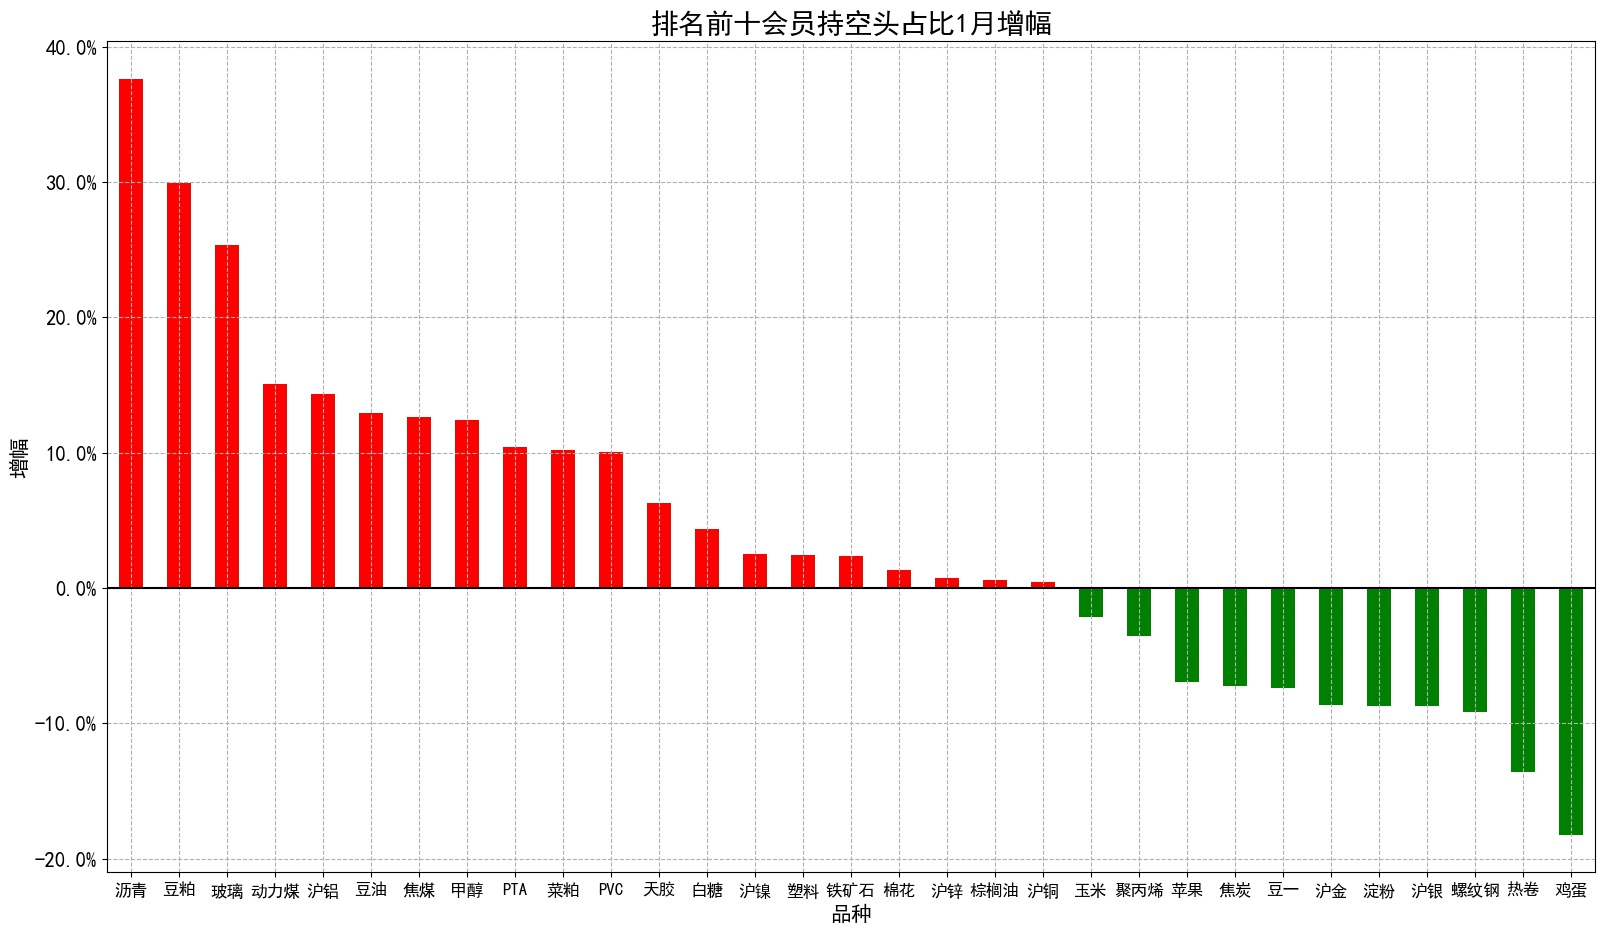 排名前十会员持空头占比1月增幅
40.0%
30.0%
20.0%
10.0%
0.0%
-10.0%
-20.0%
增幅
沥青 豆粕 玻璃 动力煤 沪铝 豆油 焦煤 甲醇 PTA 菜粕 PVC 天胶 白糖 沪镍 塑料 铁矿石 棉花 沪锌 棕榈油 沪铜 玉米 聚丙烯 苹果 焦炭 豆一 沪金 淀粉 沪银 螺纹钢 热卷 鸡蛋
品种